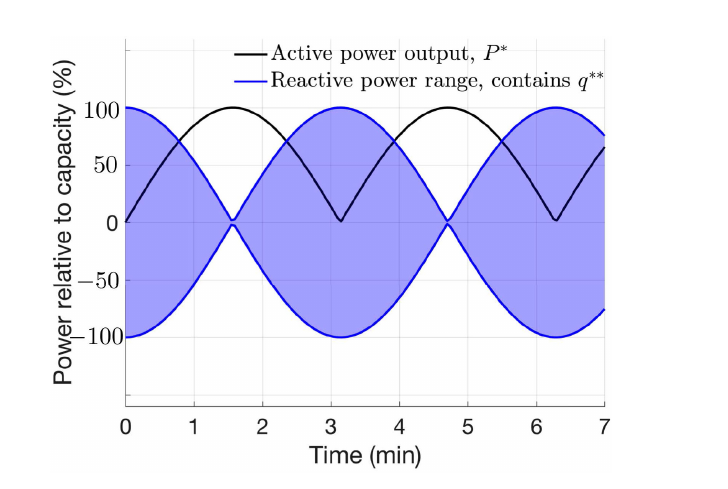 Active power output, P*
Reactive power range, contains q**
Power relative to capacity (%)
100
50
0
−50
−100
0 1 2 3 4 5 6 7
Time (min)